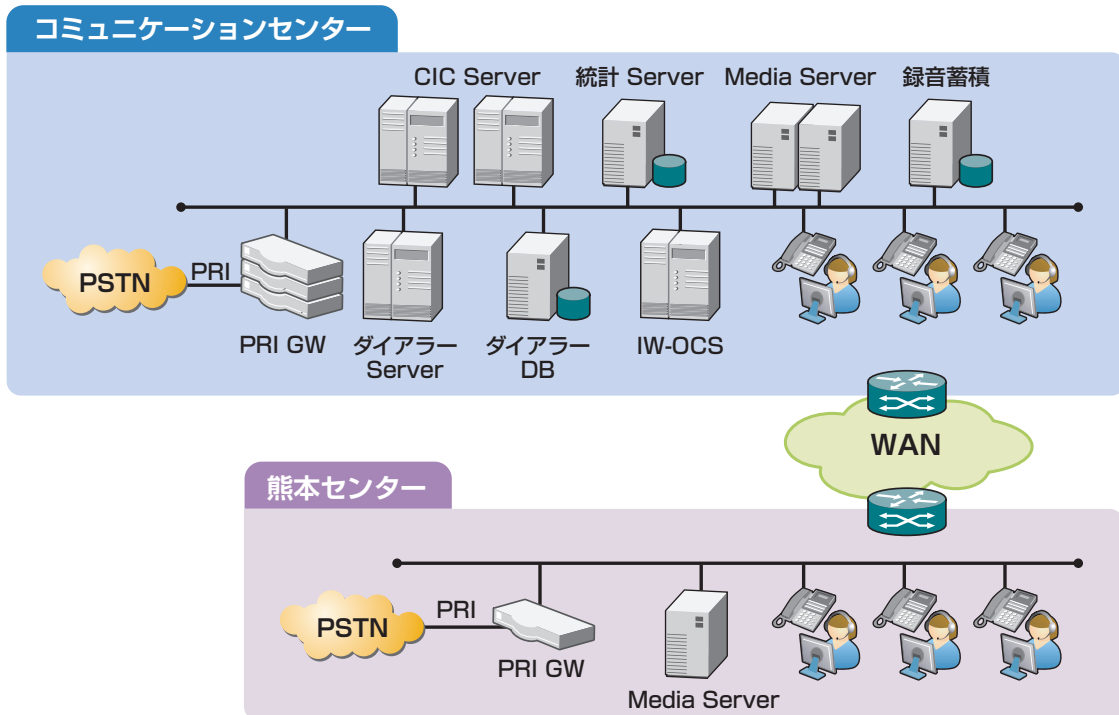 コミュニケーションセンター
CIC Server
統計 Server
Media Server
録音蓄積
PSTN
PRI
PRI GW
ダイアラー
Server
ダイアラー
DB
IW-OCS
WAN
熊本センター
PSTN
PRI
PRI GW
Media Server